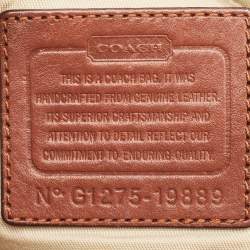 COACH
THIS IS A COACH BAG. IT WAS
HANDCRAFTED FROM GENUINE LEATHER.
ITS SUPERIOR CRAFTSMANSHIP AND
ATTENTION TO DETAIL REFLECT OUR
COMMITMENT TO ENDURING QUALITY.
Nº G1275-19889